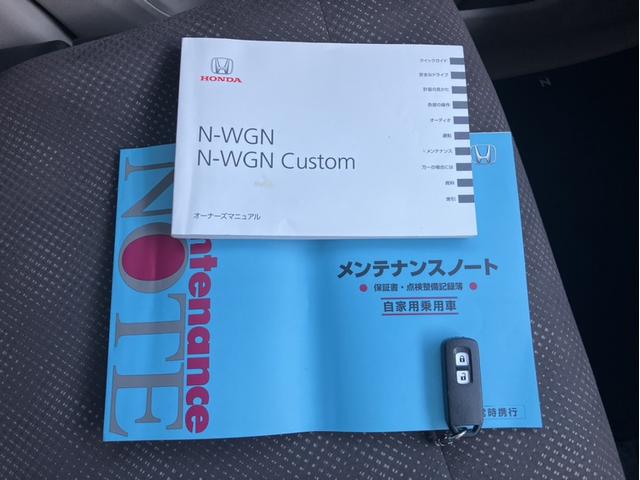 HONDA
N-WGN
N-WGN Custom
オーナーズマニュアル
クイックガイド
安全なドライブ
計器の見かた
各部の操作
オーディオ
運転
メンテナンス
万一の場合には
資料
索引
NOTE
メンテナンスノート
保証書・点検整備記録簿
自家用乗用車
常時携行